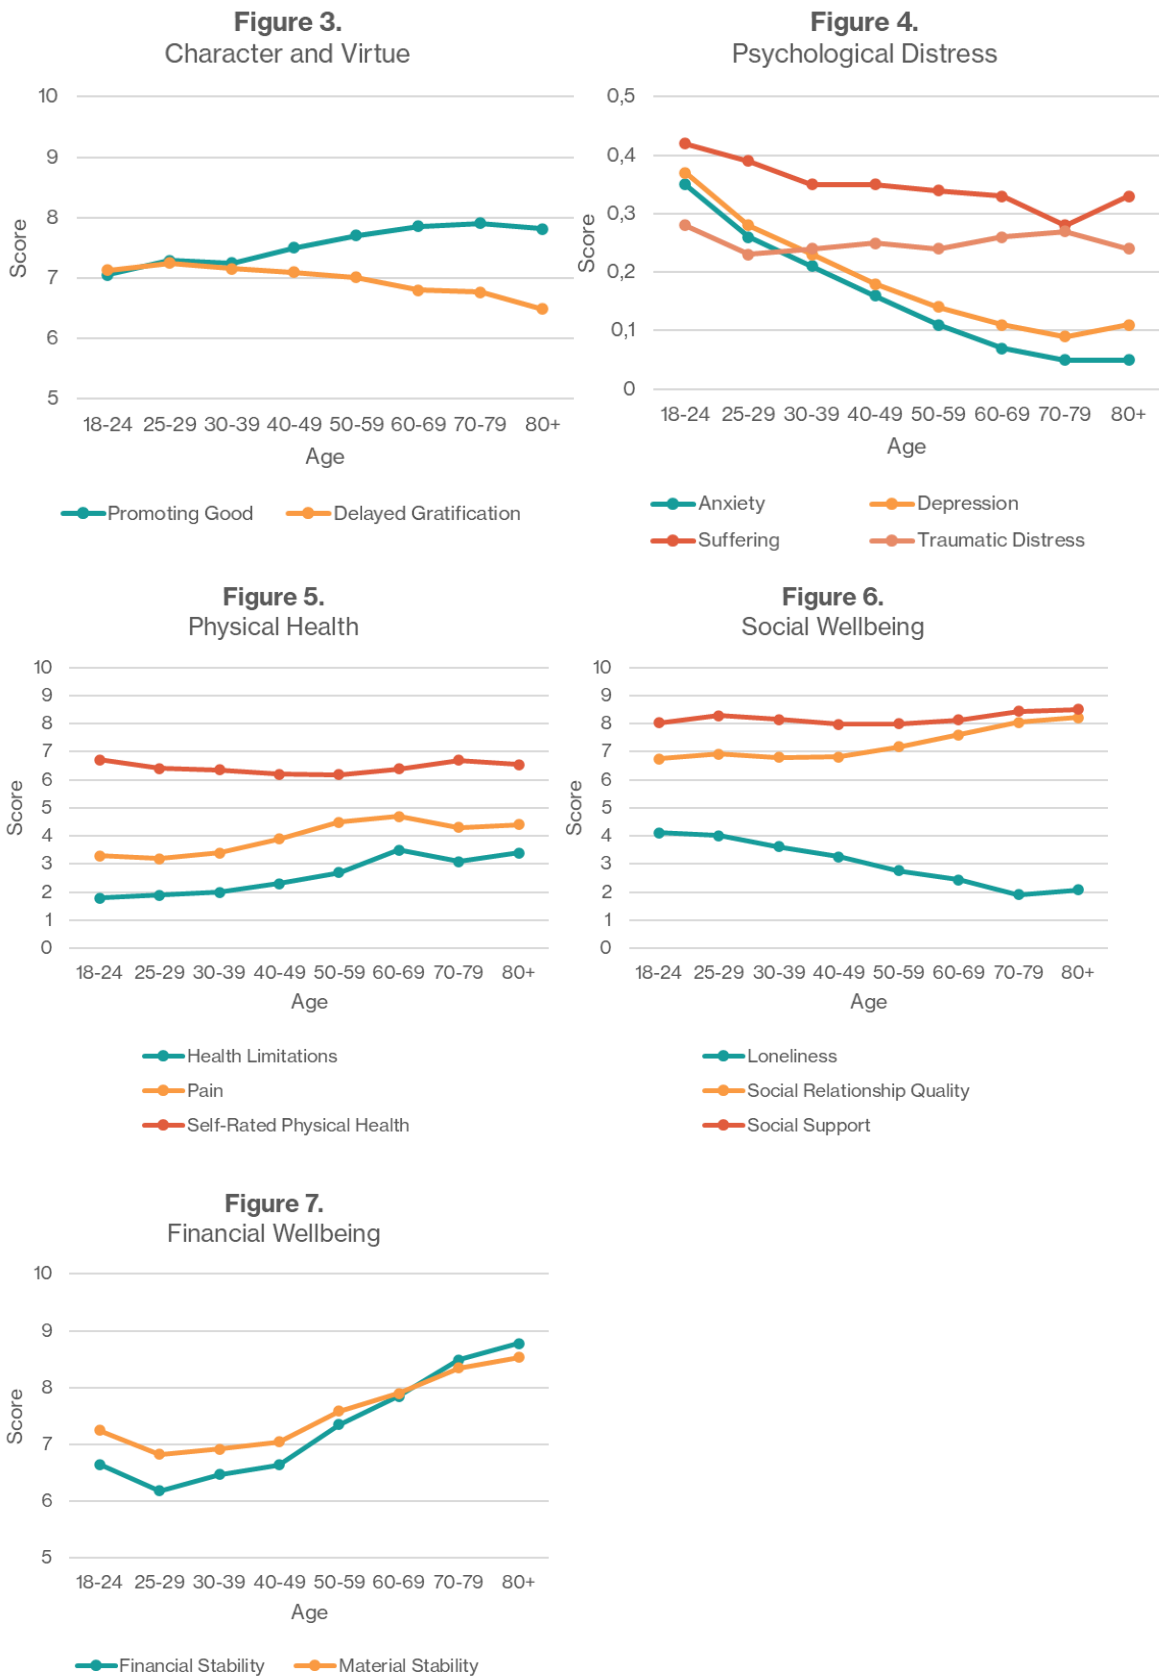 Figure 3.
Character and Virtue
10
9
8
7
6
5
Score
18-24 25-29 30-39 40-49 50-59 60-69 70-79 80+
Age
Promoting Good Delayed Gratification
Figure 4.
Psychological Distress
0,5
0,4
0,3
0,2
0,1
0
Score
18-24 25-29 30-39 40-49 50-59 60-69 70-79 80+
Age
Anxiety Depression
Suffering Traumatic Distress
Figure 5.
Physical Health
10
9
8
7
6
5
4
3
2
1
0
Score
18-24 25-29 30-39 40-49 50-59 60-69 70-79 80+
Age
Health Limitations
Pain
Self-Rated Physical Health
Figure 6.
Social Wellbeing
10
9
8
7
6
5
4
3
2
1
0
Score
18-24 25-29 30-39 40-49 50-59 60-69 70-79 80+
Age
Loneliness
Social Relationship Quality
Social Support
Figure 7.
Financial Wellbeing
10
9
8
7
6
5
Score
18-24 25-29 30-39 40-49 50-59 60-69 70-79 80+
Age
Financial Stability Material Stability